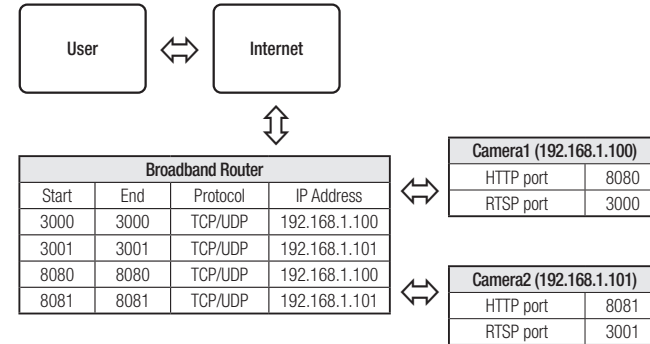 User
Internet
Broadband Router
Start End Protocol IP Address
3000 3000 TCP/UDP 192.168.1.100
3001 3001 TCP/UDP 192.168.1.101
8080 8080 TCP/UDP 192.168.1.100
8081 8081 TCP/UDP 192.168.1.101
Camera1 (192.168.1.100)
HTTP port 8080
RTSP port 3000
Camera2 (192.168.1.101)
HTTP port 8081
RTSP port 3001